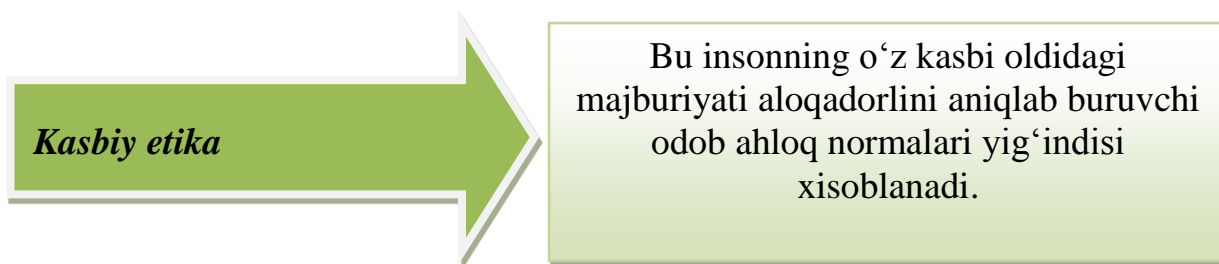 Kasbiy etika
Bu insonning o‘z kasbi oldidagi
majburiyati aloqadorlini aniqlab buruvchi
odob ahloq normalari yig‘indisi
xisoblanadi.